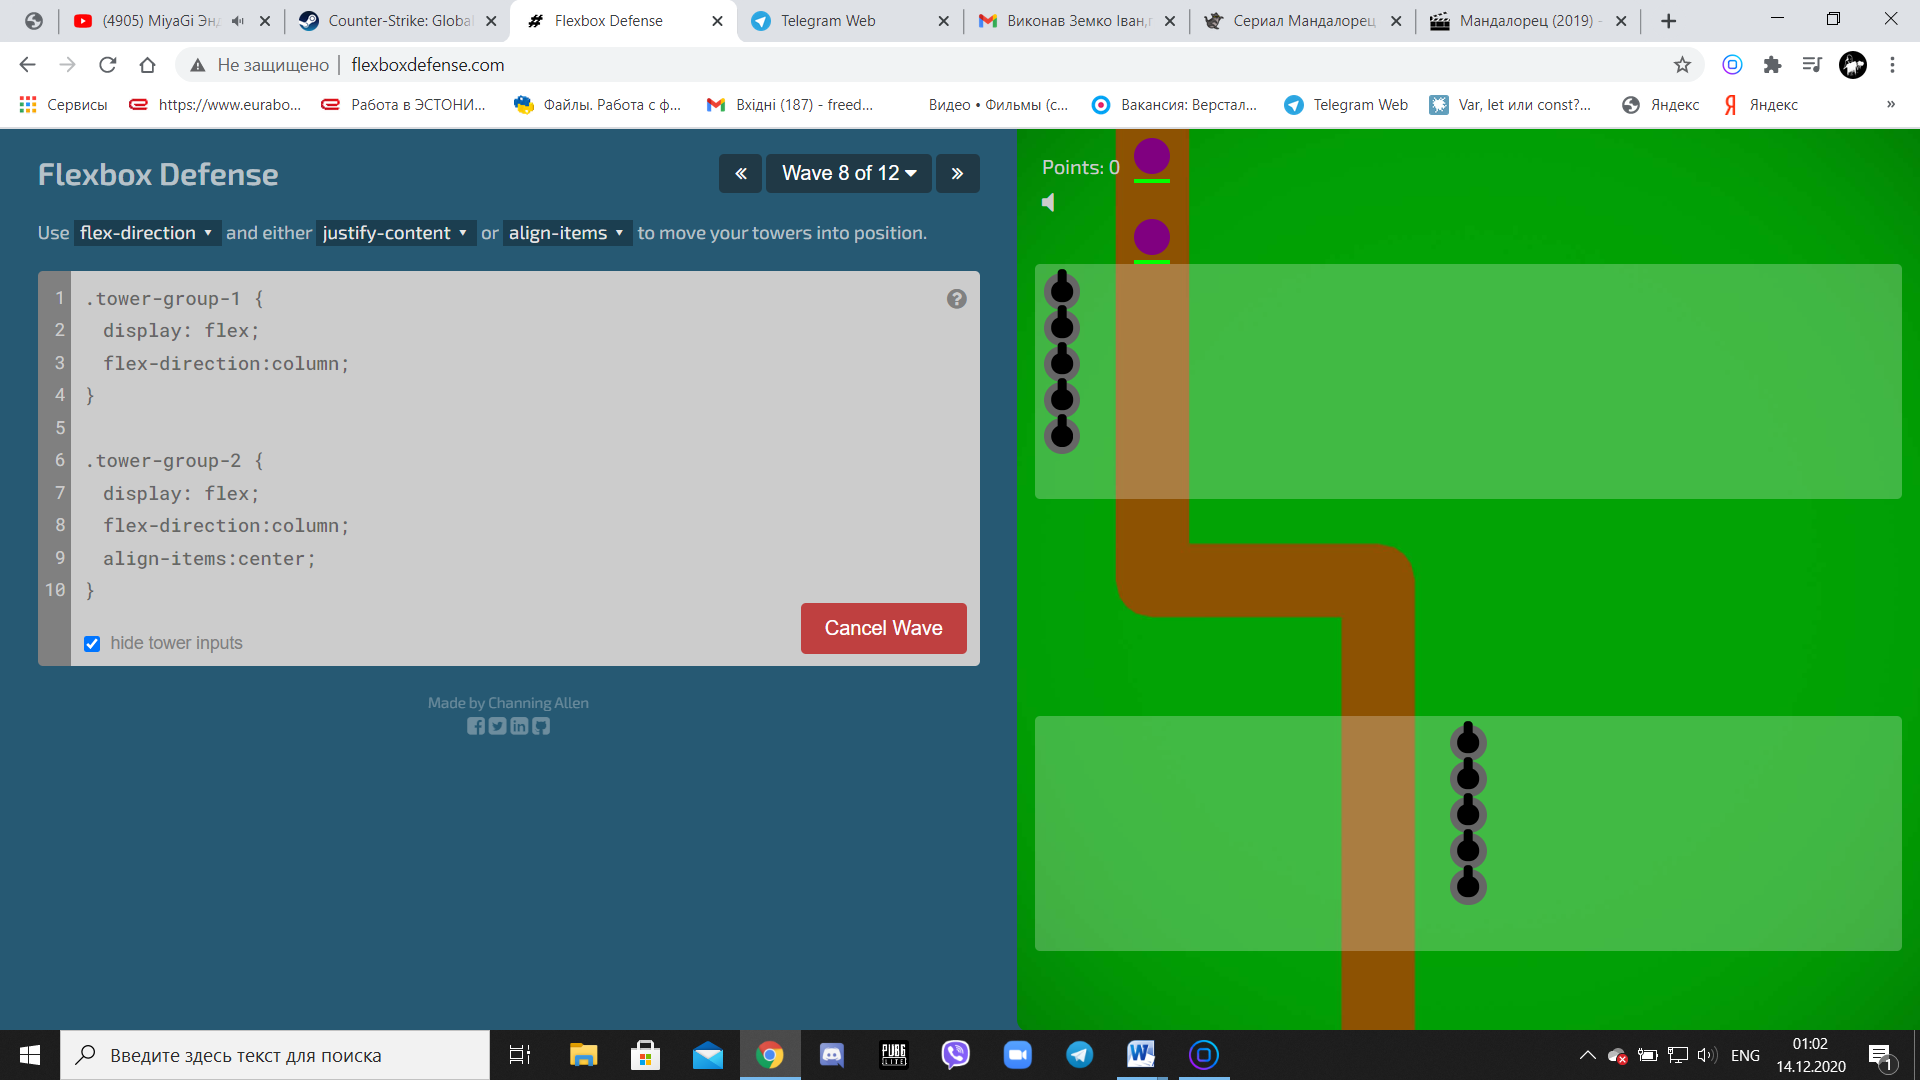 (4905) MiyaGi Энд
Counter-Strike: Global
Flexbox Defense
Telegram Web
Виконав Земко Іван,г
Сериал Мандалорец
Мандалорец (2019) -
Не защищено | flexboxdefense.com
Сервисы
https://www.eurabo...
Работа в ЭСТОНИ...
Файлы. Работа с ф...
Вхідні (187) - freed...
Видео • Фильмы (с...
Вакансия: Верстал...
Telegram Web
Var, let или const?...
Яндекс
Яндекс
»
Flexbox Defense
« Wave 8 of 12 »
Use flex-direction and either justify-content or align-items to move your towers into position.
1 .tower-group-1 {
2 display: flex;
3 flex-direction:column;
4 }
5
6 .tower-group-2 {
7 display: flex;
8 flex-direction:column;
9 align-items:center;
10 }
hide tower inputs
Cancel Wave
Made by Channing Allen
Points: 0
Введите здесь текст для поиска
PUBG
LITE
ENG
01:02
14.12.2020
1